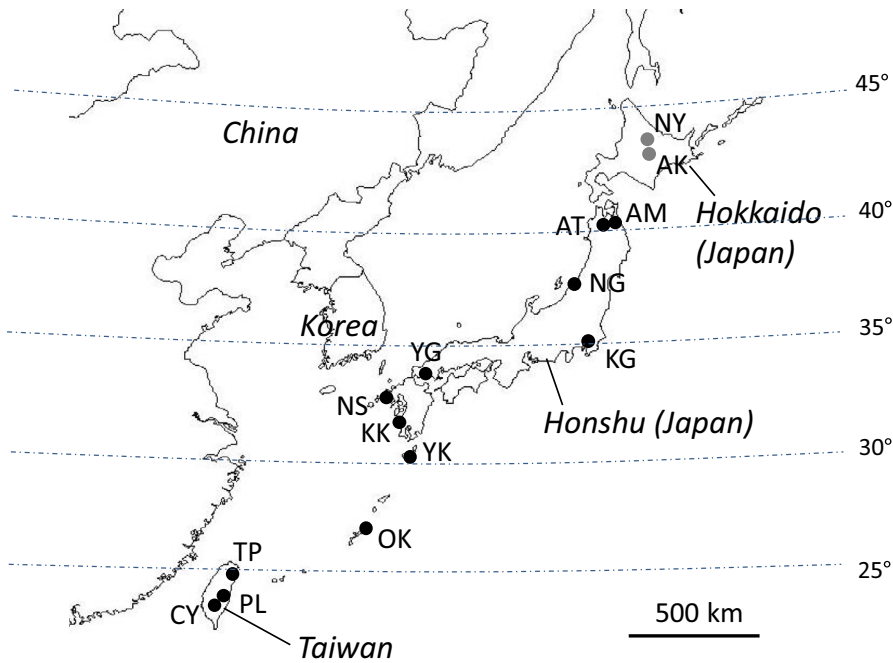 45°
China
NY
AK
Hokkaido
(Japan)
40°
AT
AM
NG
Korea
35°
YG
KG
NS
KK
Honshu (Japan)
30°
YK
OK
TP
25°
CY
PL
500 km
Taiwan